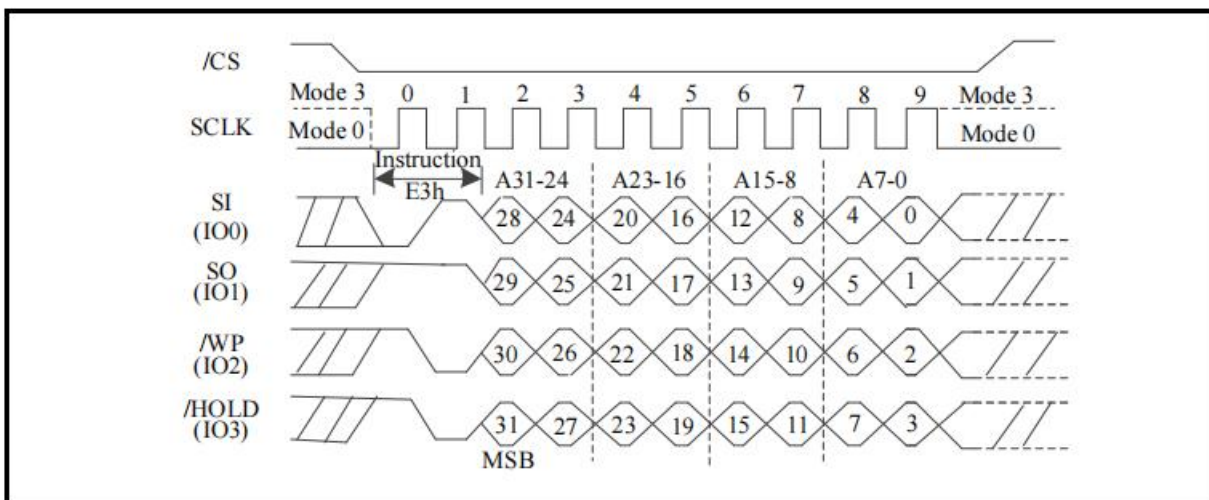 /CS
Mode 3 0 1 2 3 4 5 6 7 8 9 Mode 3
SCLK
Mode 0 Mode 0
Instruction
E3h
A31-24 A23-16 A15-8 A7-0
SI
(IO0)
28 24 20 16 12 8 4 0
SO
(IO1)
29 25 21 17 13 9 5 1
/WP
(IO2)
30 26 22 18 14 10 6 2
/HOLD
(IO3)
31 27 23 19 15 11 7 3
MSB